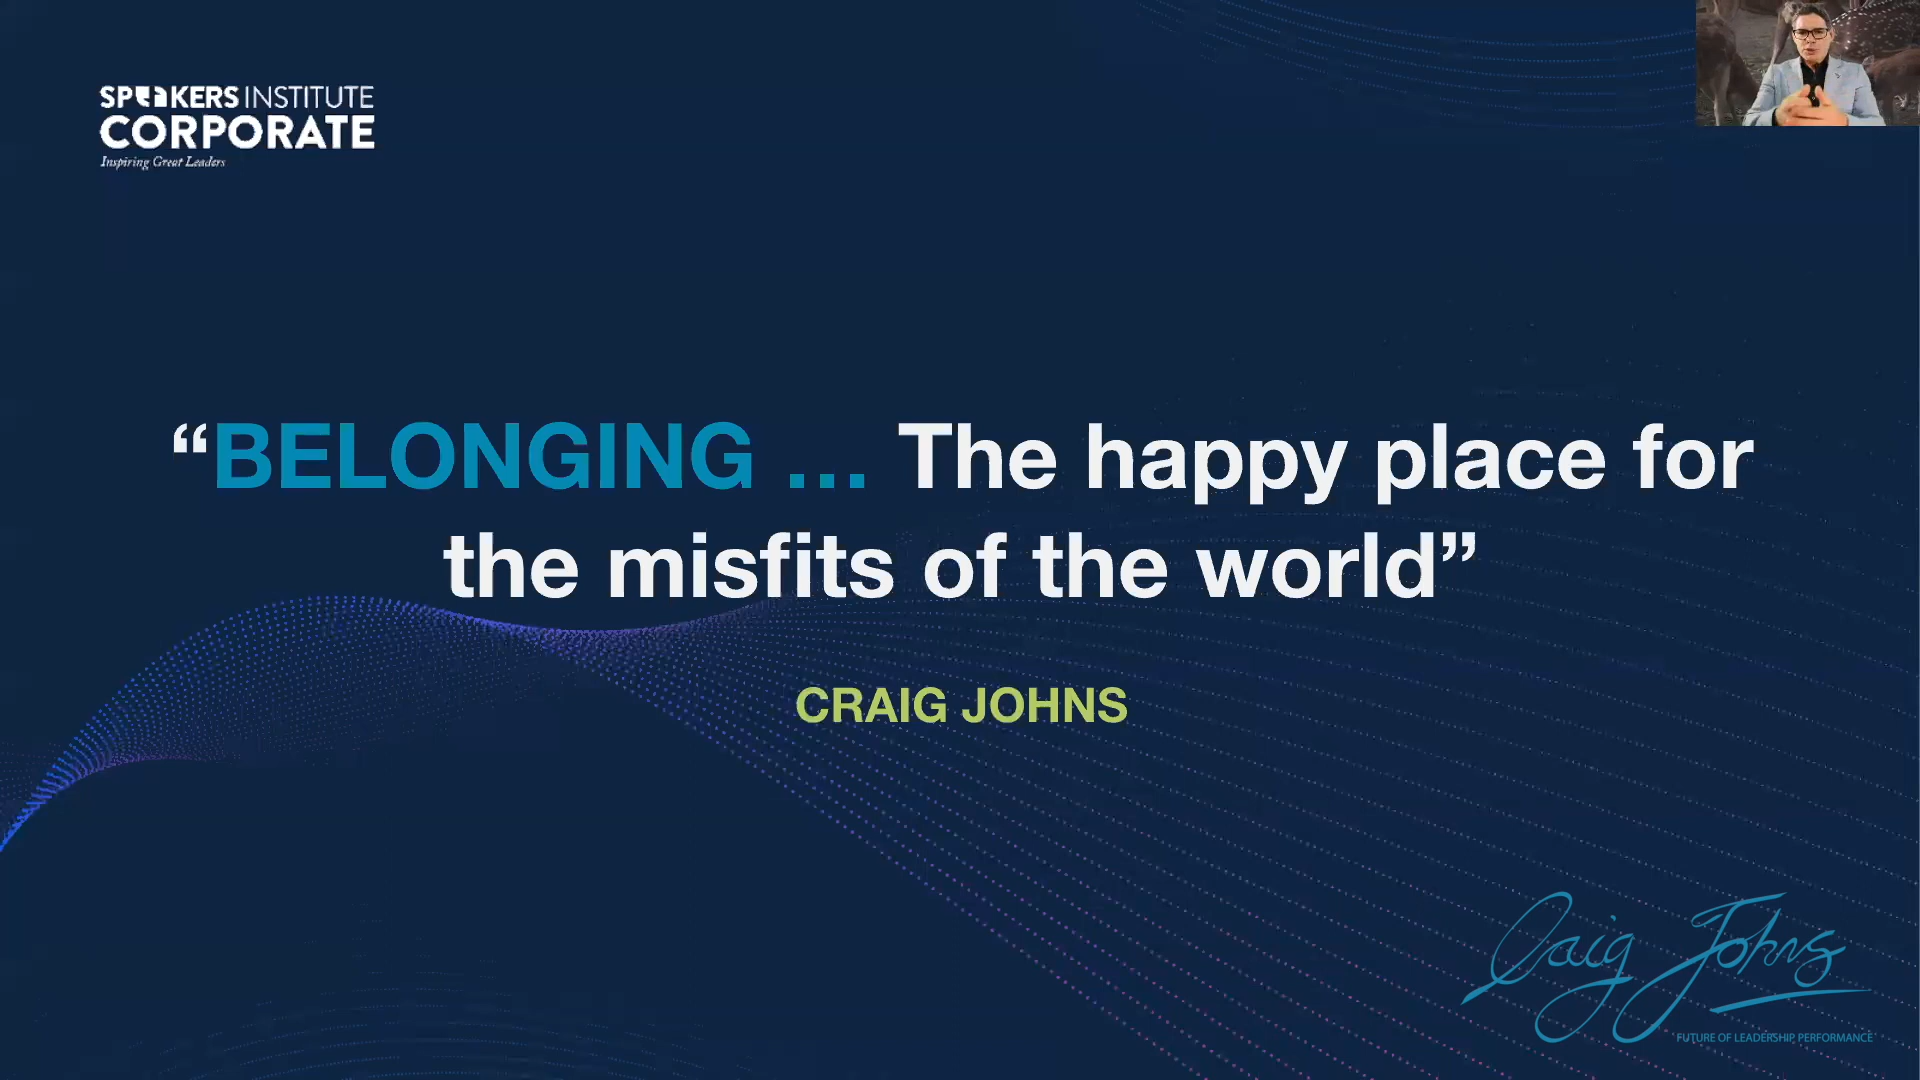 SPEAKERS INSTITUTE
CORPORATE
Inspiring Great Leaders
“BELONGING … The happy place for
the misfits of the world”
CRAIG JOHNS
Craig Johns
FUTURE OF LEADERSHIP PERFORMANCE